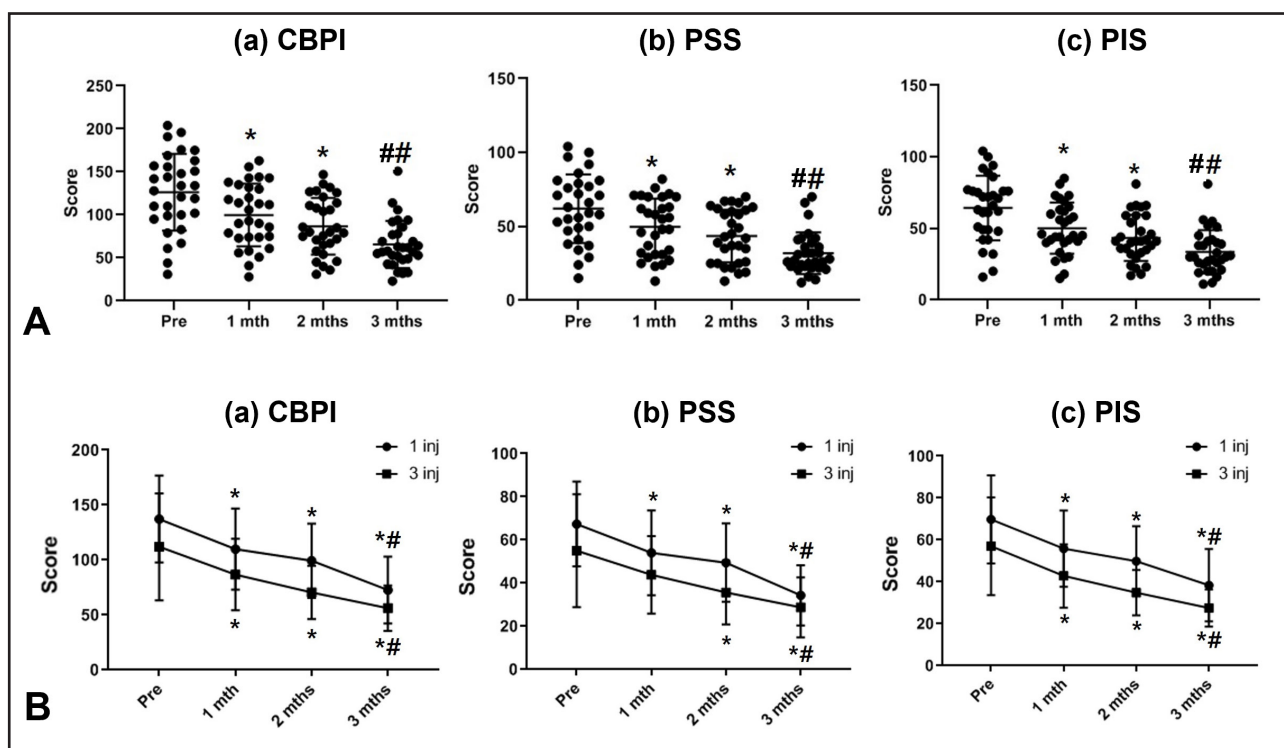 (a) CBPI
250
200
150
100
50
0
Score
*
*
##
Pre 1 mth 2 mths 3 mths
(b) PSS
150
100
50
0
Score
*
*
##
Pre 1 mth 2 mths 3 mths
(c) PIS
150
100
50
0
Score
*
*
##
Pre 1 mth 2 mths 3 mths
A
(a) CBPI
1 inj
3 inj
200
150
100
50
0
Score
*
*
*#
*
*
*#
Pre 1 mth 2 mths 3 mths
(b) PSS
1 inj
3 inj
100
80
60
40
20
0
Score
*
*
*#
*
*#
Pre 1 mth 2 mths 3 mths
(c) PIS
1 inj
3 inj
100
80
60
40
20
0
Score
*
*
*#
*
*
*#
Pre 1 mth 2 mths 3 mths
B